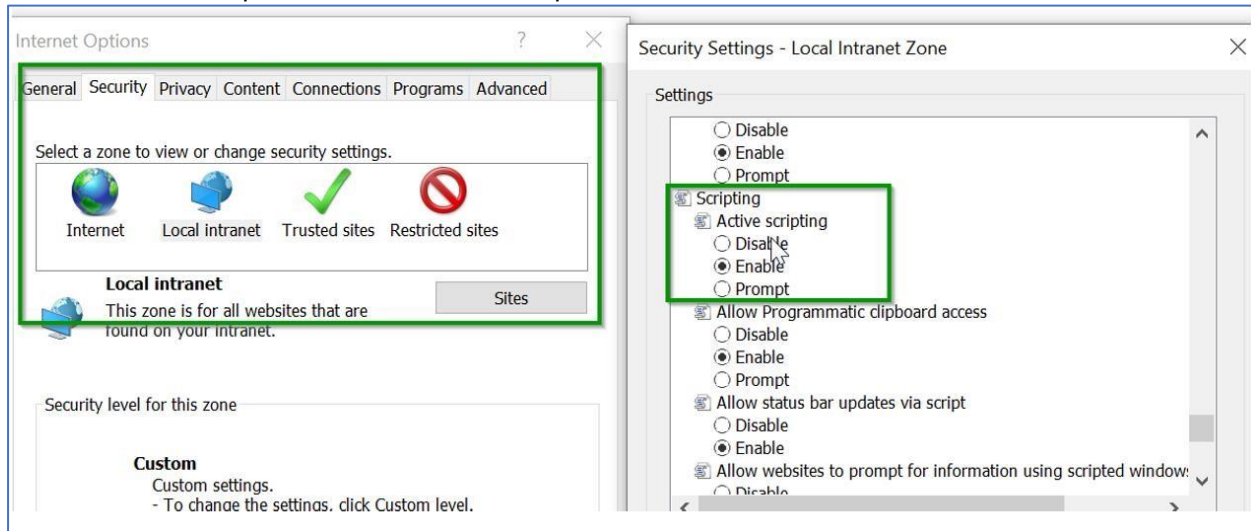 Internet Options
General Security Privacy Content Connections Programs Advanced
Select a zone to view or change security settings.
Internet Local intranet Trusted sites Restricted sites
Local intranet
This zone is for all websites that are
found on your intranet.
Sites
Security level for this zone
Custom
Custom settings.
- To change the settings, click Custom level.
Security Settings - Local Intranet Zone
Settings
Disable
Enable
Prompt
Scripting
Active scripting
Disable
Enable
Prompt
Allow Programmatic clipboard access
Disable
Enable
Prompt
Allow status bar updates via script
Disable
Enable
Allow websites to prompt for information using scripted window
Disable